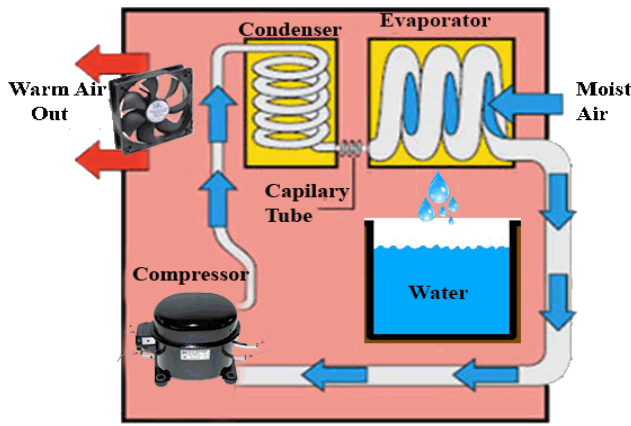 Condenser
Evaporator
Warm Air
Out
Moist
Air
Capilary
Tube
Compressor
Water